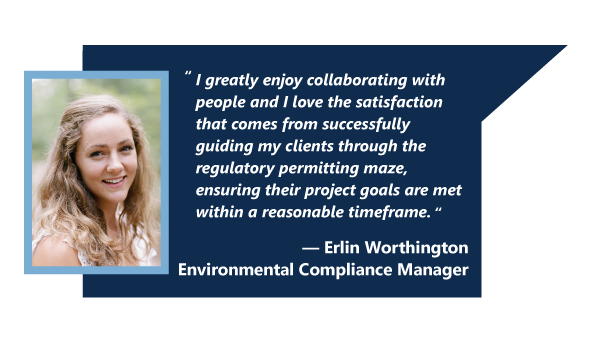 “ I greatly enjoy collaborating with
people and I love the satisfaction
that comes from successfully
guiding my clients through the
regulatory permitting maze,
ensuring their project goals are met
within a reasonable timeframe. “
— Erlin Worthington
Environmental Compliance Manager